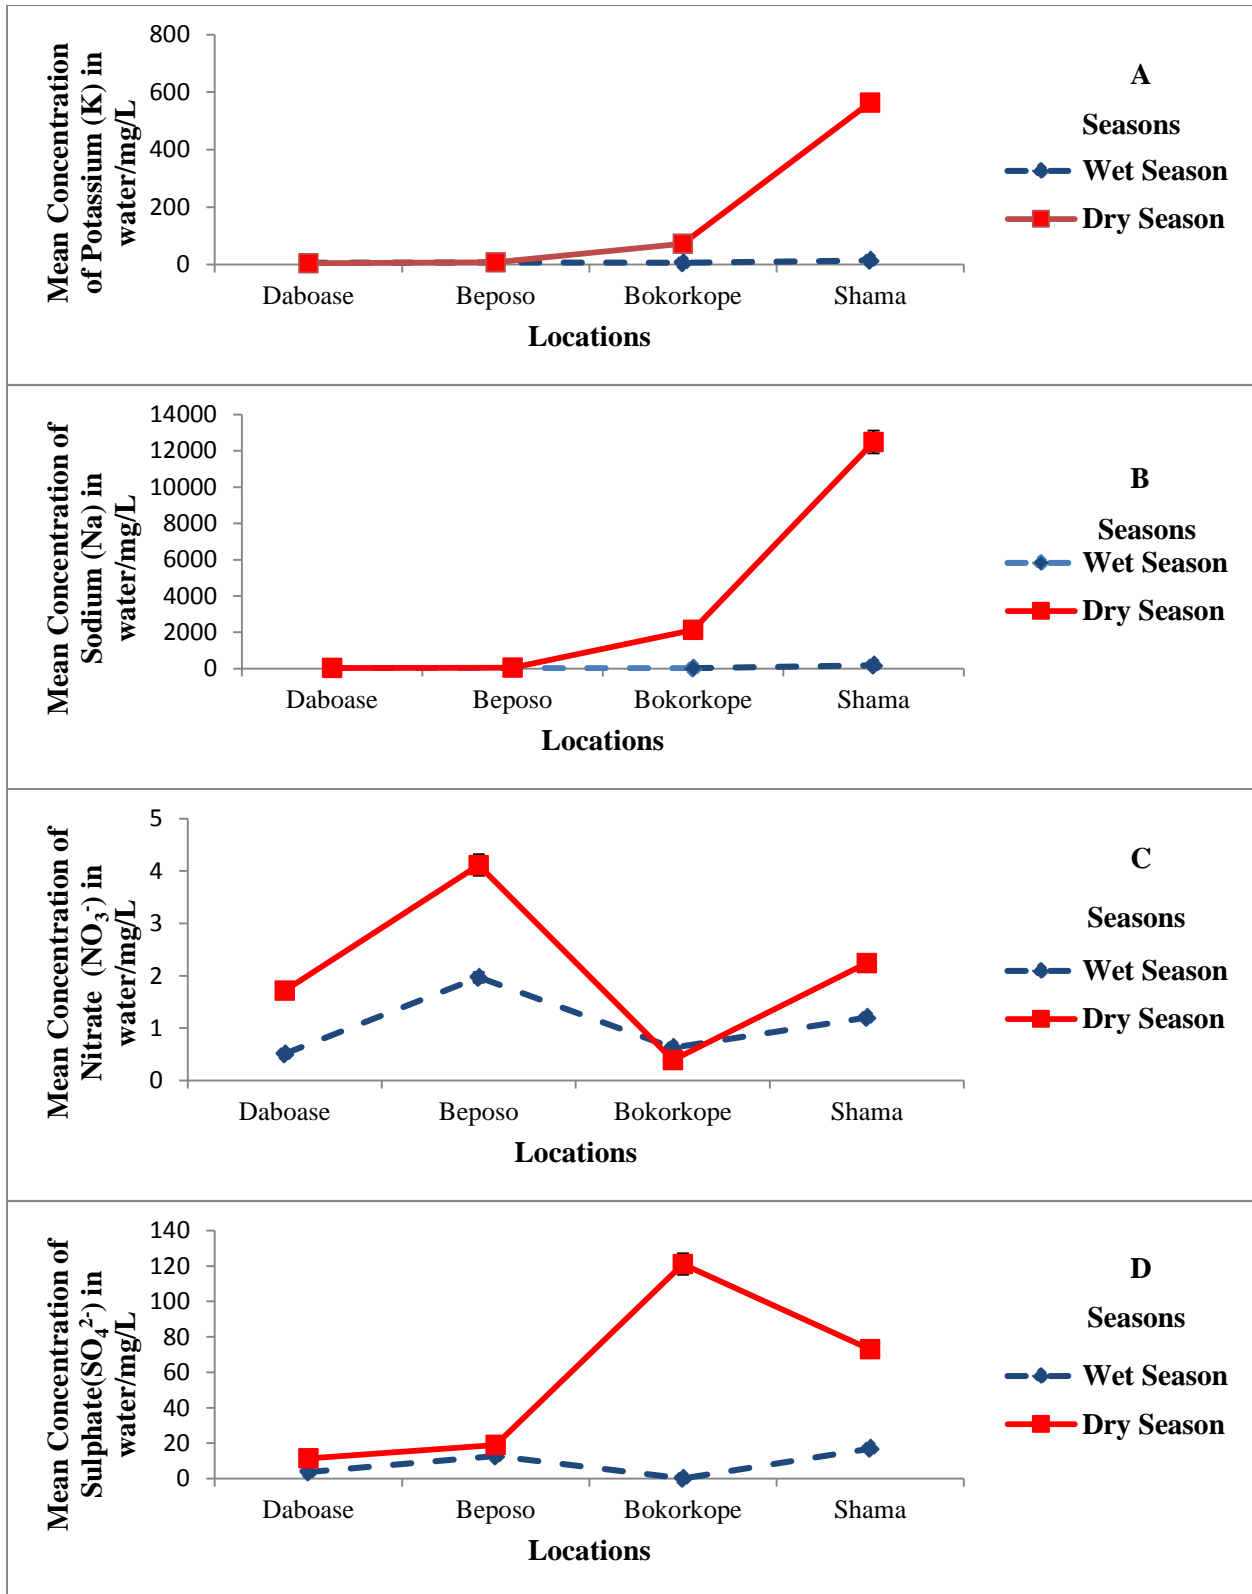 Mean Concentration
of Potassium (K) in
water/mg/L
800
600
400
200
0
Daboase Beposo Bokorkope Shama
Locations
A
Seasons
Wet Season
Dry Season
Mean Concentration of
Sodium (Na) in
water/mg/L
14000
12000
10000
8000
6000
4000
2000
0
Daboase Beposo Bokorkope Shama
Locations
B
Seasons
Wet Season
Dry Season
Mean Concentration of
Nitrate (NO₃⁻) in
water/mg/L
5
4
3
2
1
0
Daboase Beposo Bokorkope Shama
Locations
C
Seasons
Wet Season
Dry Season
Mean Concentration of
Sulphate(SO₄²⁻) in
water/mg/L
140
120
100
80
60
40
20
0
Daboase Beposo Bokorkope Shama
Locations
D
Seasons
Wet Season
Dry Season